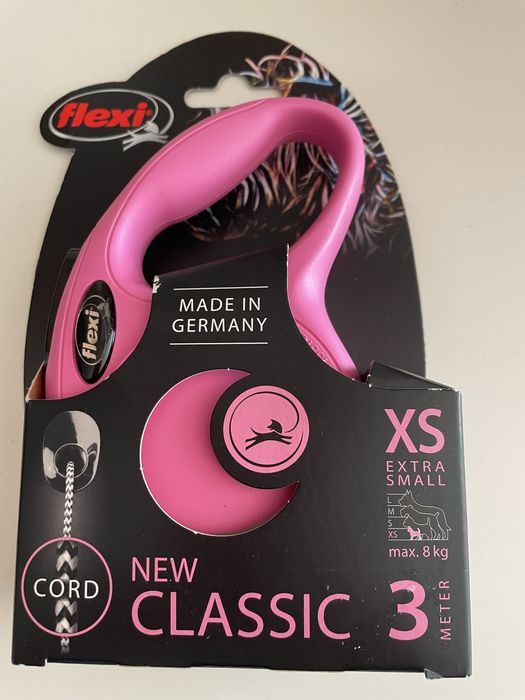 flexi
flexi
MADE IN
GERMANY
XS
EXTRA
SMALL
L
M
S
XS
max. 8 kg
CORD
NEW
CLASSIC
3
METER